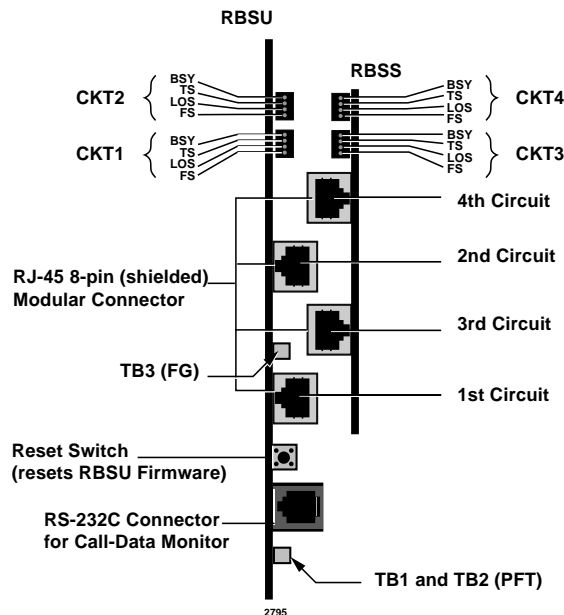 RBSU
RBSS
CKT2
BSY
TS
LOS
FS
BSY
TS
LOS
FS
CKT4
CKT1
BSY
TS
LOS
FS
BSY
TS
LOS
FS
CKT3
4th Circuit
2nd Circuit
RJ-45 8-pin (shielded)
Modular Connector
3rd Circuit
TB3 (FG)
1st Circuit
Reset Switch
(resets RBSU Firmware)
RS-232C Connector
for Call-Data Monitor
TB1 and TB2 (PFT)
2795